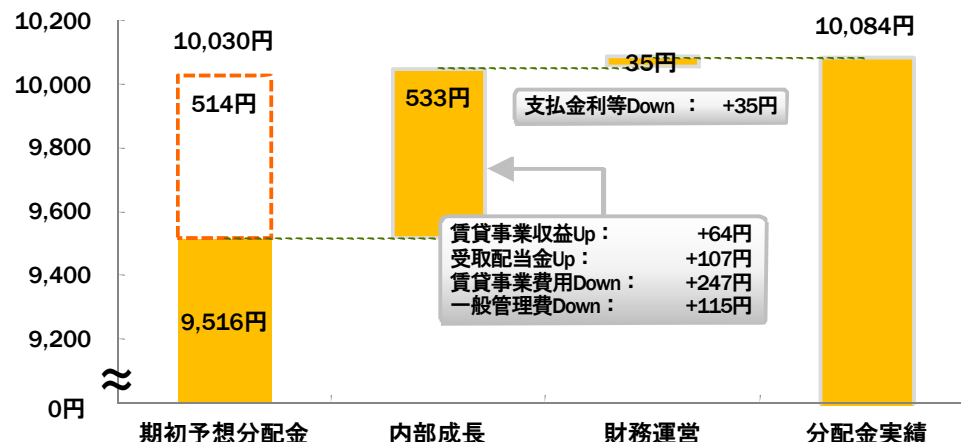 10,200
10,000
9,800
9,600
9,400
9,200
0円
10,030円
514円
9,516円
533円
35円
10,084円
支払金利等Down ： +35円
賃貸事業収益Up： +64円
受取配当金Up： +107円
賃貸事業費用Down： +247円
一般管理費Down： +115円
期初予想分配金 内部成長 財務運営 分配金実績